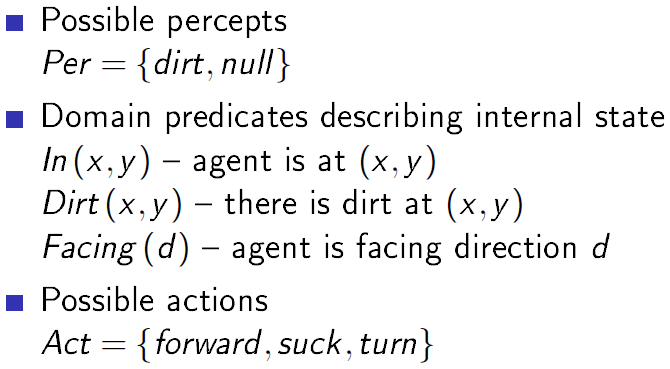 Possible percepts
Per = {dirt, null}
Domain predicates describing internal state
In (x, y) – agent is at (x, y)
Dirt (x, y) – there is dirt at (x, y)
Facing (d) – agent is facing direction d
Possible actions
Act = {forward, suck, turn}